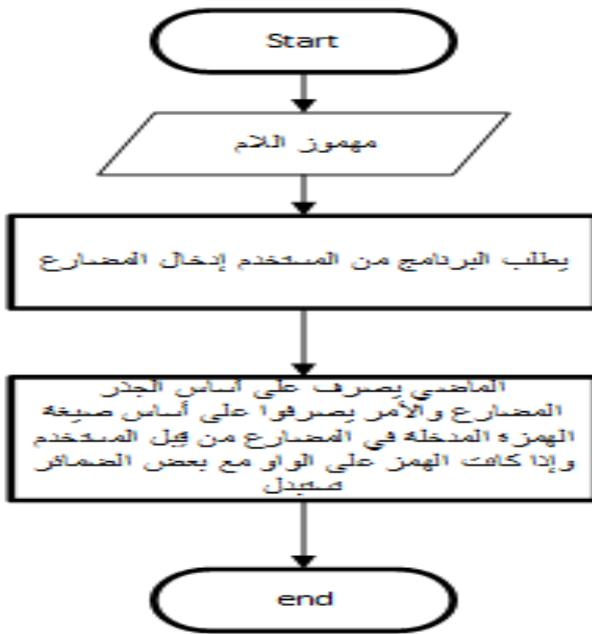 Start
مهموز اللام
يطلب البرنامج من المستخدم إدخال المضارع
الماضي يصرف على أساس الجذر
المضارع والأمر يصرفوا على أساس صيغة
الهمزة المدخلة في المضارع من قبل المستخدم
وإذا كانت الهمز على الواو مع بعض الضمائر
تستبدل
end